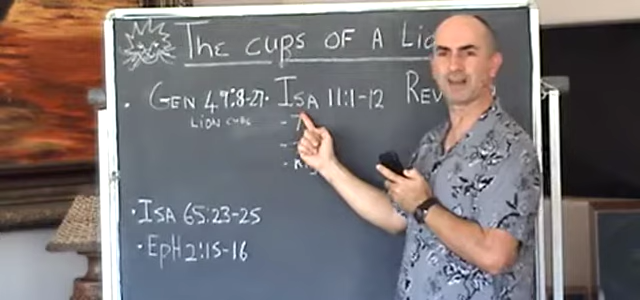 THE CUPS OF A
• GEN 49:8-27 • ISA 11:1-12 REV
LION CUBS
• ISA 65:23-25
• EPH 2:15-16